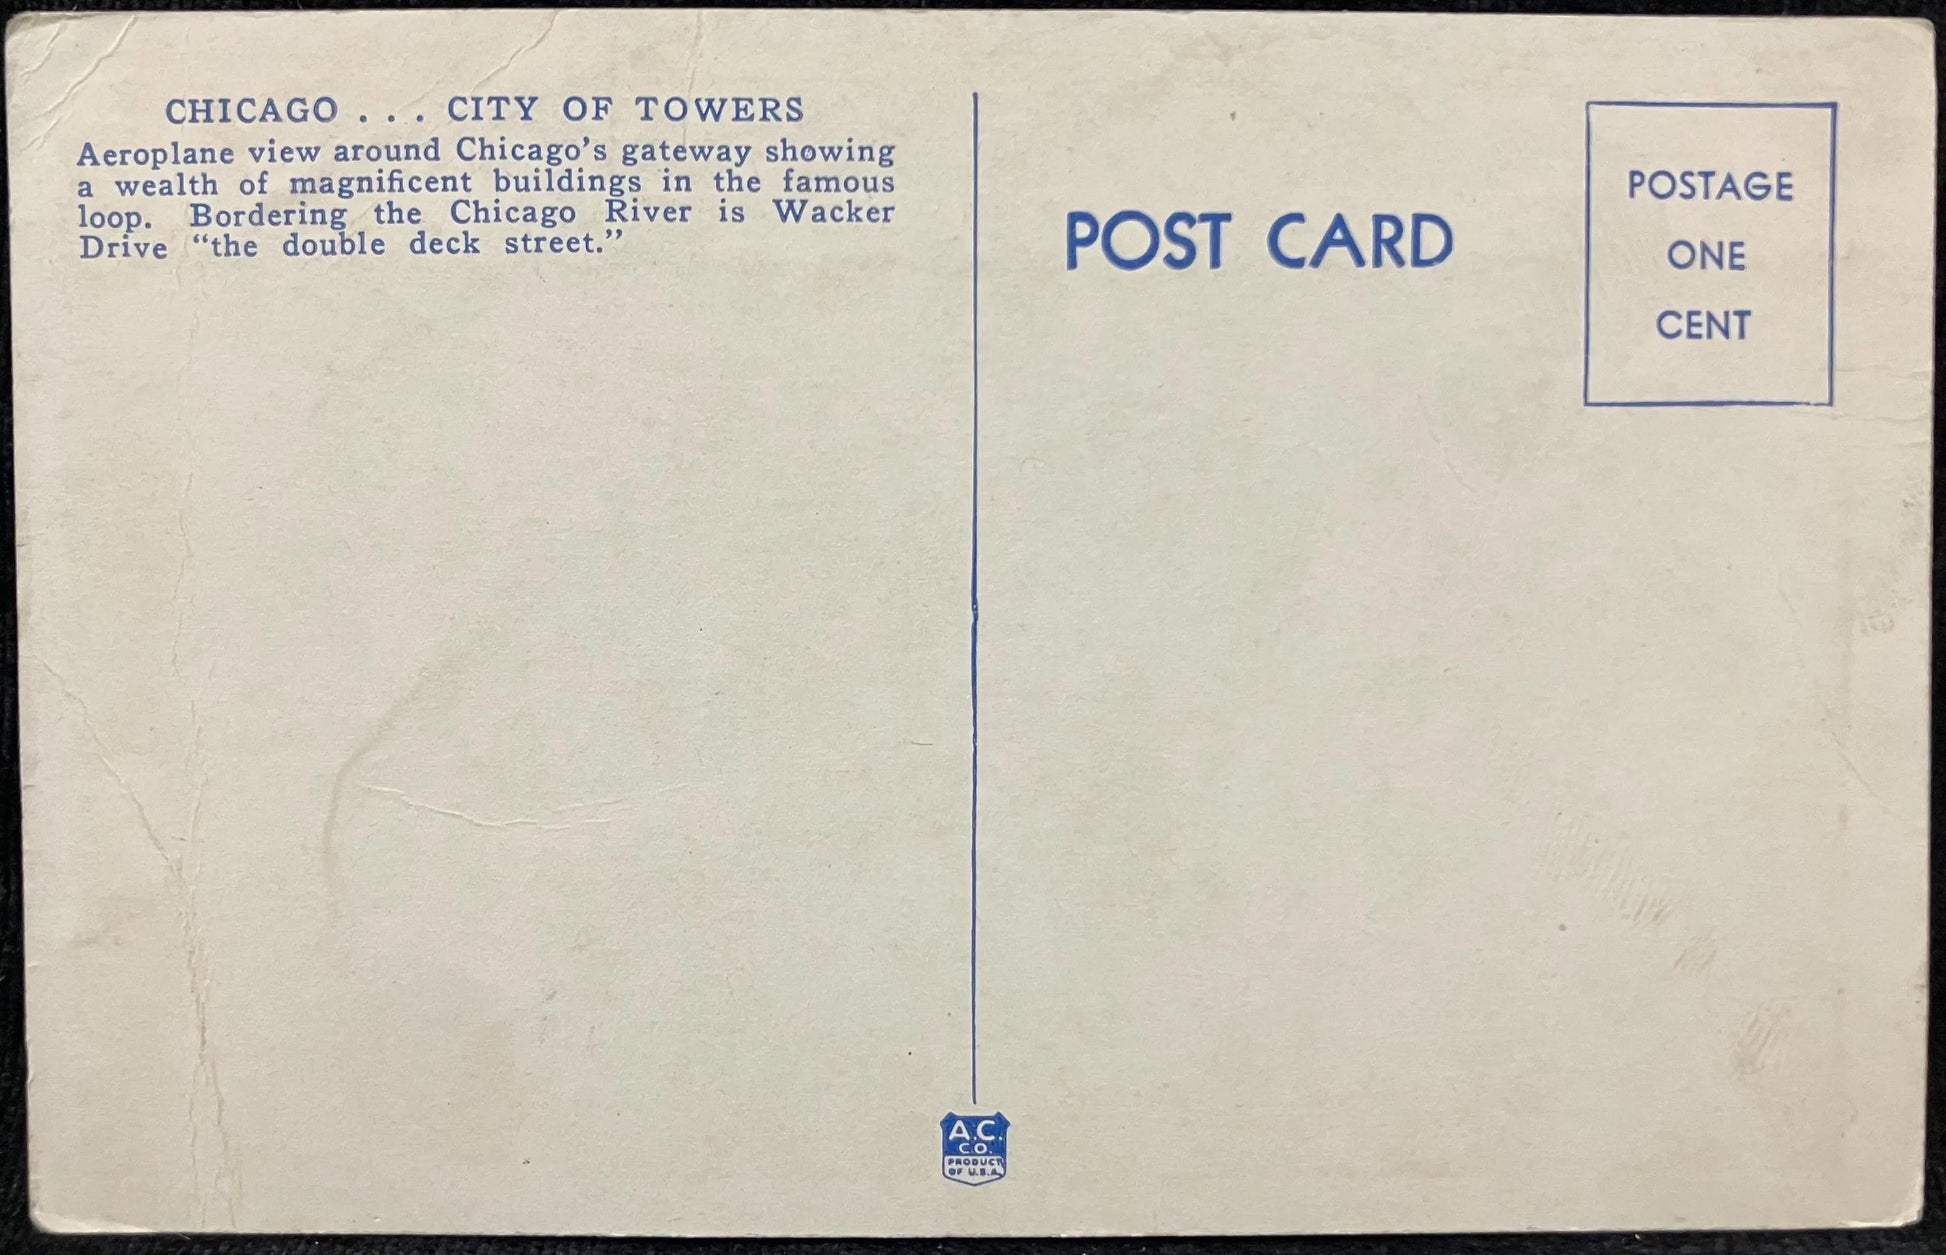 CHICAGO . . . CITY OF TOWERS
Aeroplane view around Chicago's gateway showing
a wealth of magnificent buildings in the famous
loop. Bordering the Chicago River is Wacker
Drive “the double deck street.”
POST CARD
POSTAGE
ONE
CENT
A.C.
CO.
PRODUCT
OF U.S.A.